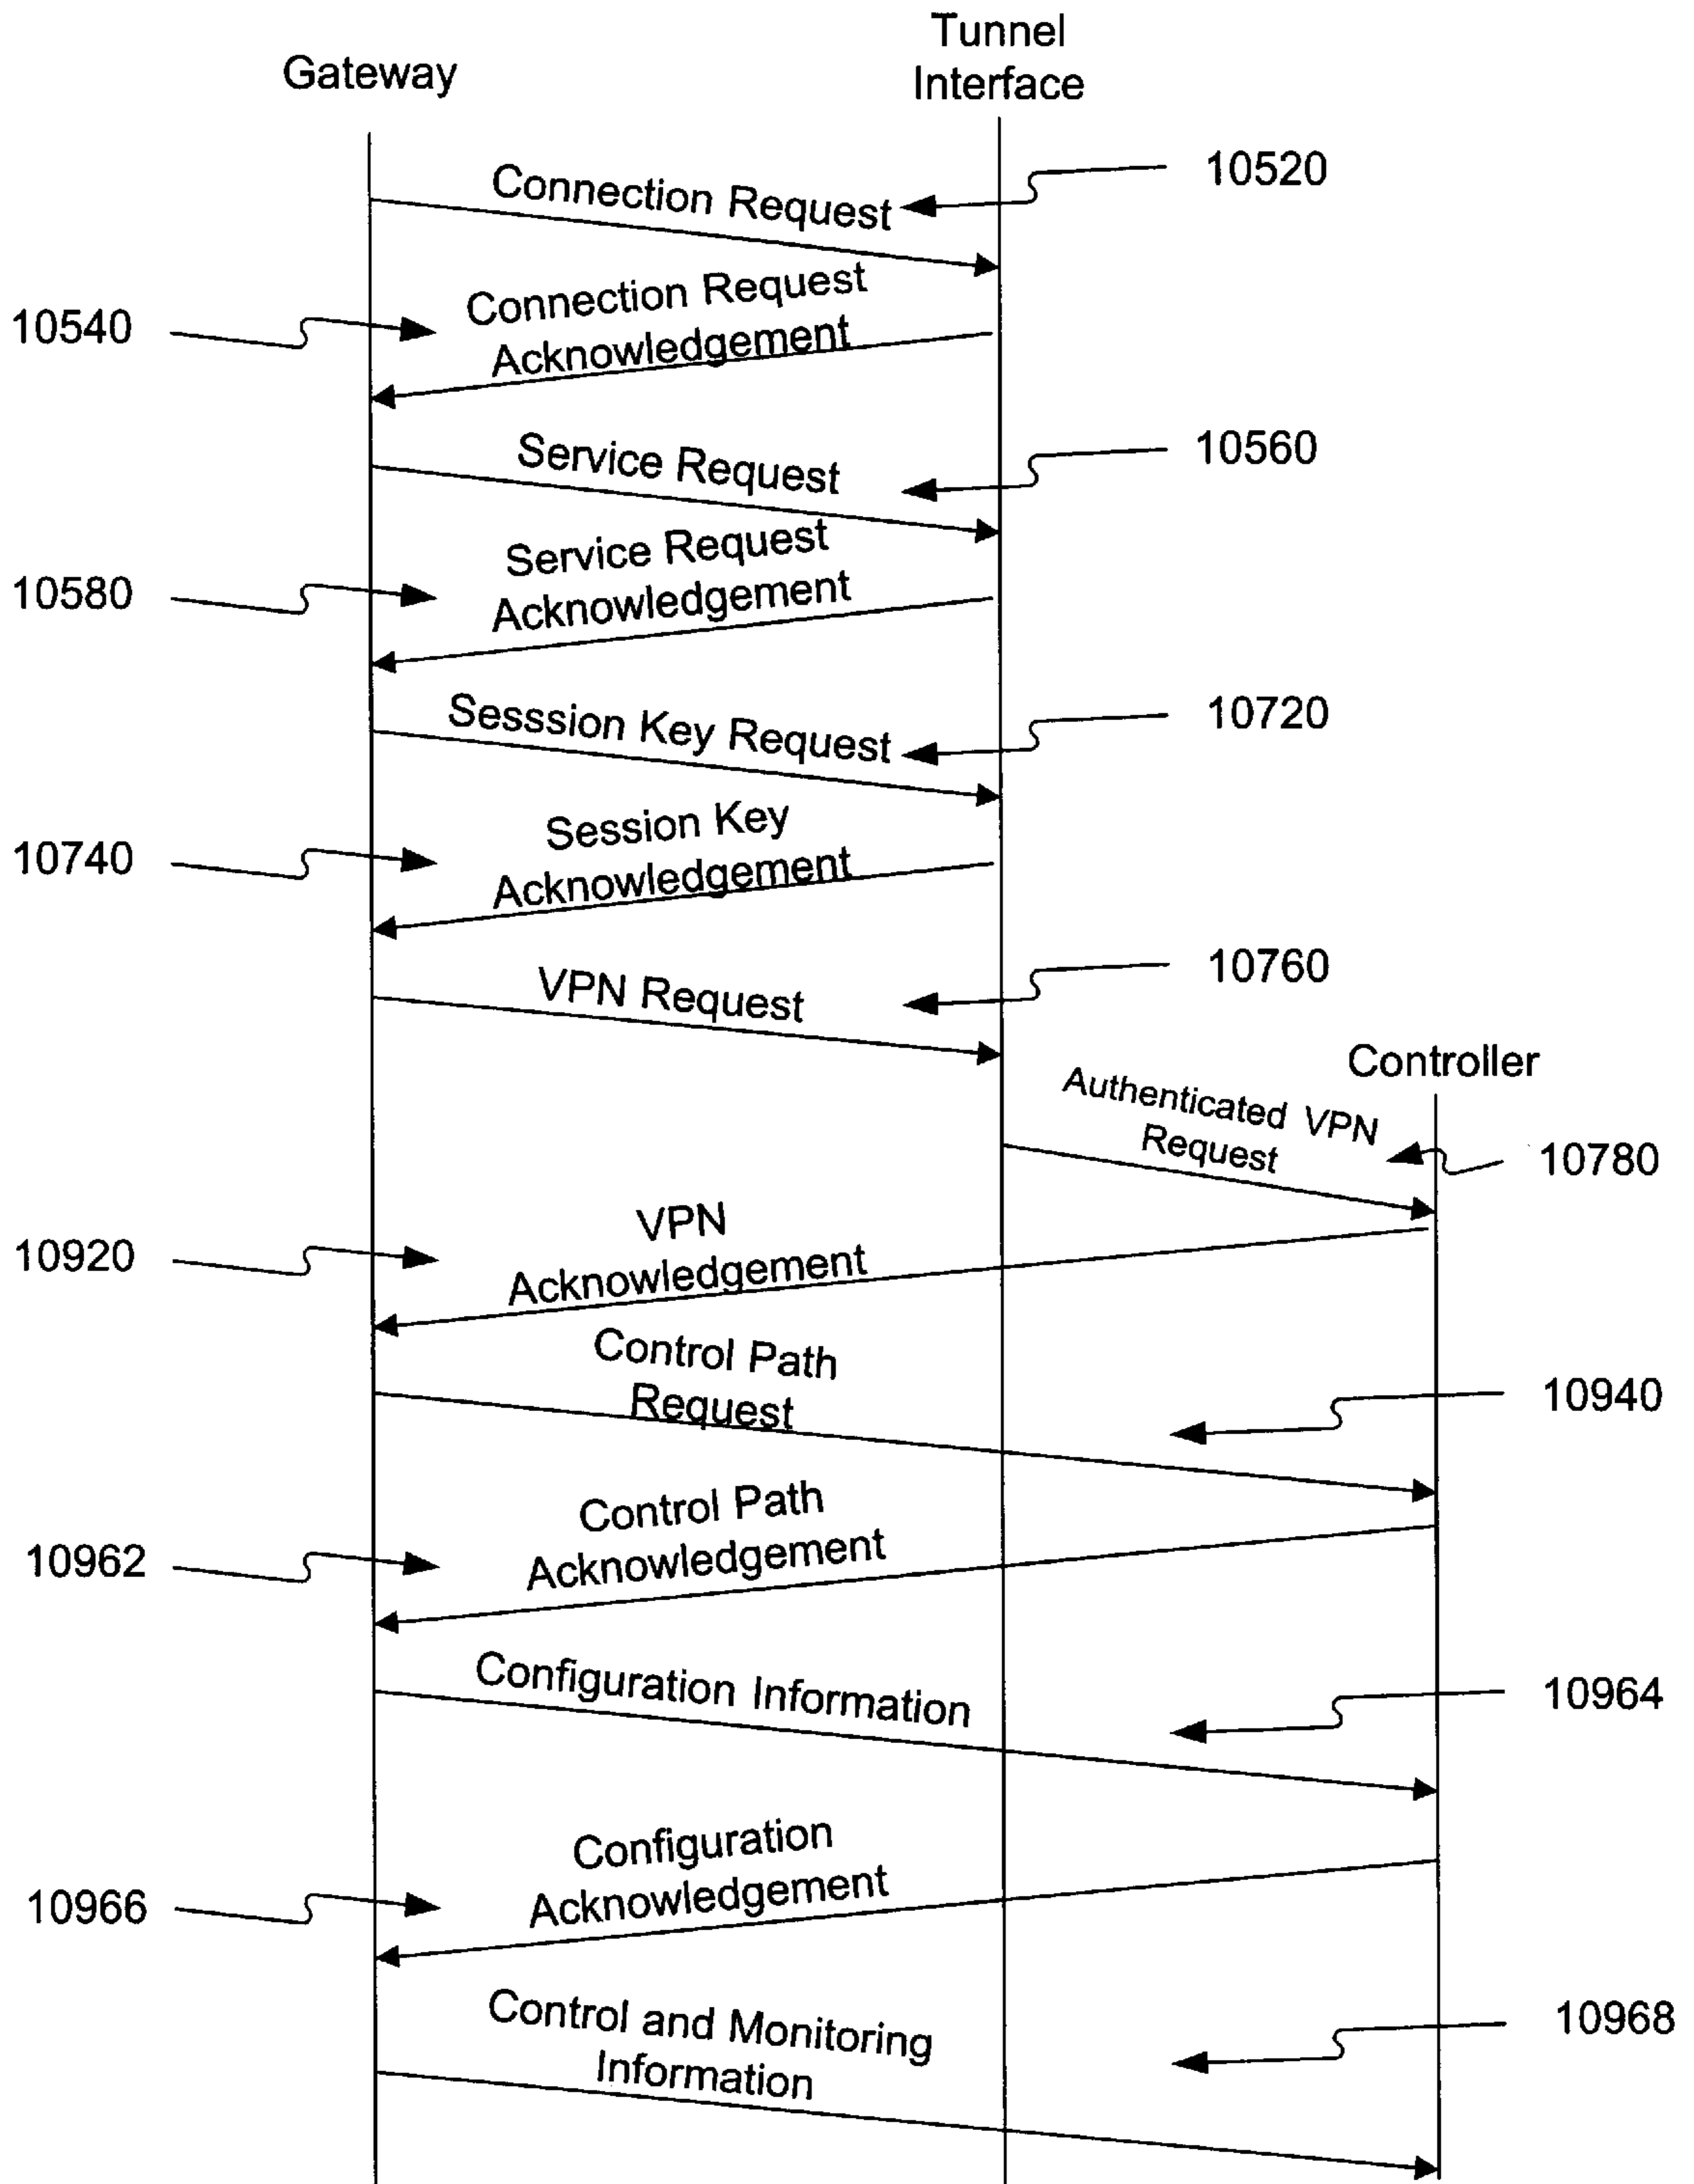 Tunnel
Interface
Gateway
Connection Request
10520
Connection Request
Acknowledgement
10540
Service Request
10560
Service Request
Acknowledgement
10580
Sesssion Key Request
10720
Session Key
Acknowledgement
10740
VPN Request
10760
Controller
Authenticated VPN
Request
10780
VPN
Acknowledgement
10920
Control Path
Request
10940
Control Path
Acknowledgement
10962
Configuration Information
10964
Configuration
Acknowledgement
10966
Control and Monitoring
Information
10968